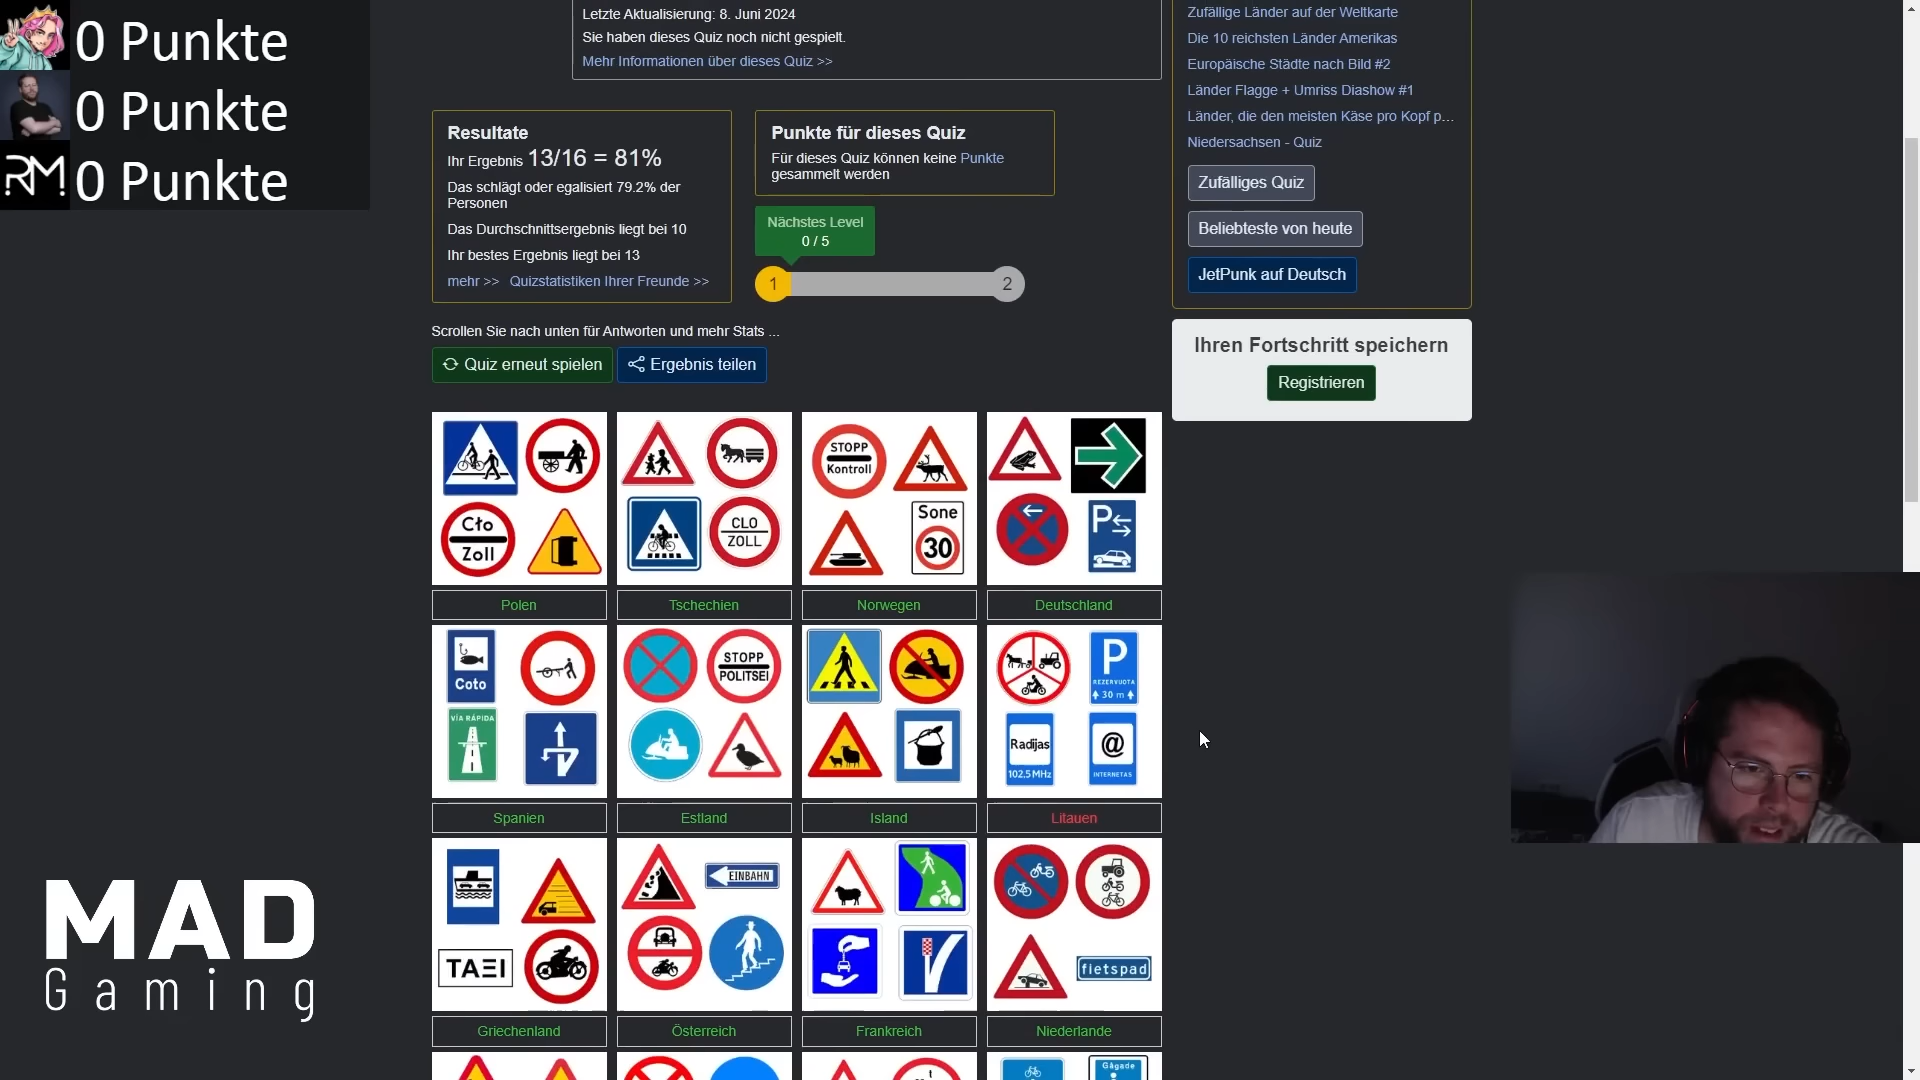 0 Punkte
0 Punkte
RM 0 Punkte
Letzte Aktualisierung: 8. Juni 2024
Sie haben dieses Quiz noch nicht gespielt.
Mehr Informationen über dieses Quiz >>
Zufällige Länder auf der Weltkarte
Die 10 reichsten Länder Amerikas
Europäische Städte nach Bild #2
Länder Flagge + Umriss Diashow #1
Länder, die den meisten Käse pro Kopf p...
Niedersachsen - Quiz
Zufälliges Quiz
Beliebteste von heute
JetPunk auf Deutsch
Resultate
Ihr Ergebnis 13/16 = 81%
Das schlägt oder egalisiert 79.2% der
Personen
Das Durchschnittsergebnis liegt bei 10
Ihr bestes Ergebnis liegt bei 13
mehr >> Quizstatistiken Ihrer Freunde >>
Punkte für dieses Quiz
Für dieses Quiz können keine Punkte
gesammelt werden
Nächstes Level
0 / 5
1
2
Scrollen Sie nach unten für Antworten und mehr Stats ...
Quiz erneut spielen
Ergebnis teilen
Ihren Fortschritt speichern
Registrieren
Cło
Zoll
CLO
ZOLL
STOPP
Kontroll
Sone
30
P
Polen
Tschechien
Norwegen
Deutschland
Coto
VÍA RÁPIDA
STOPP
POLITSEI
P
REZERVUOTA
30 m
Radijas
102.5 MHz
@
INTERNETAS
Spanien
Estland
Island
Litauen
ΤΑΞΙ
EINBAHN
fietspad
Griechenland
Österreich
Frankreich
Niederlande
Gågade
MAD
Gaming